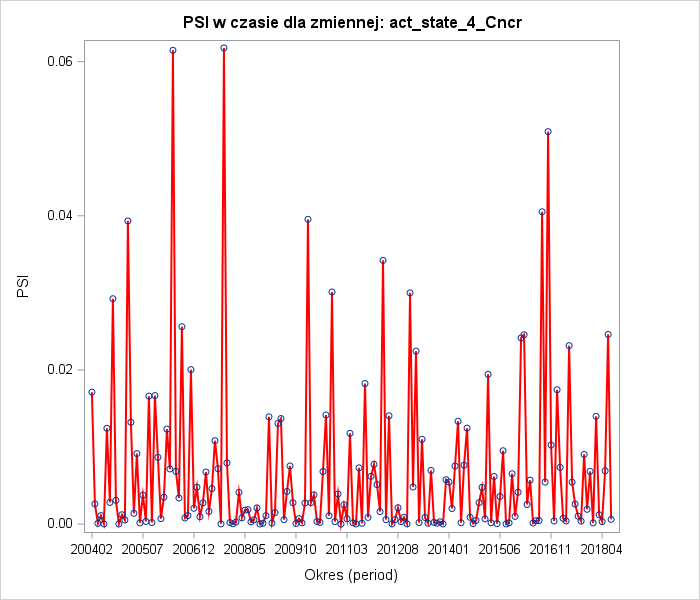 PSI w czasie dla zmiennej: act_state_4_Cncr
0.06
0.04
0.02
0.00
PSI
200402 200507 200612 200805 200910 201103 201208 201401 201506 201611 201804
Okres (period)